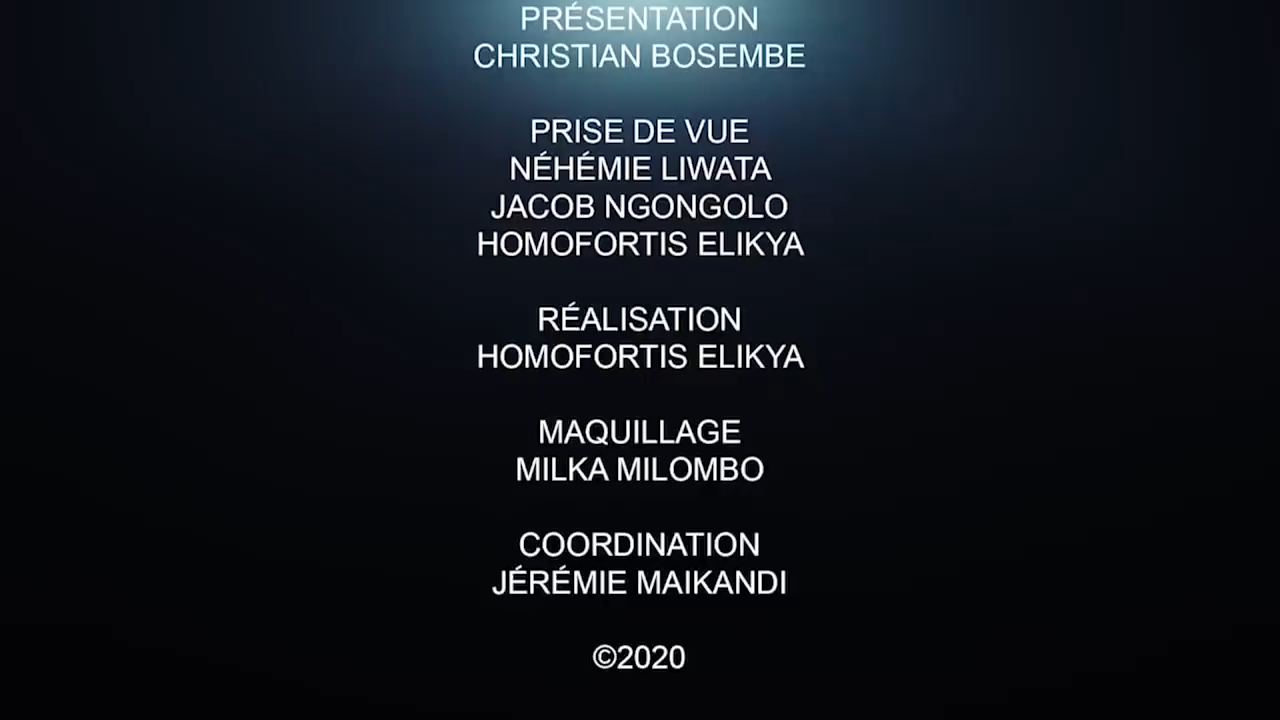 PRÉSENTATION
CHRISTIAN BOSEMBE
PRISE DE VUE
NÉHÉMIE LIWATA
JACOB NGONGOLO
HOMOFORTIS ELIKYA
RÉALISATION
HOMOFORTIS ELIKYA
MAQUILLAGE
MILKA MILOMBO
COORDINATION
JÉRÉMIE MAIKANDI
©2020